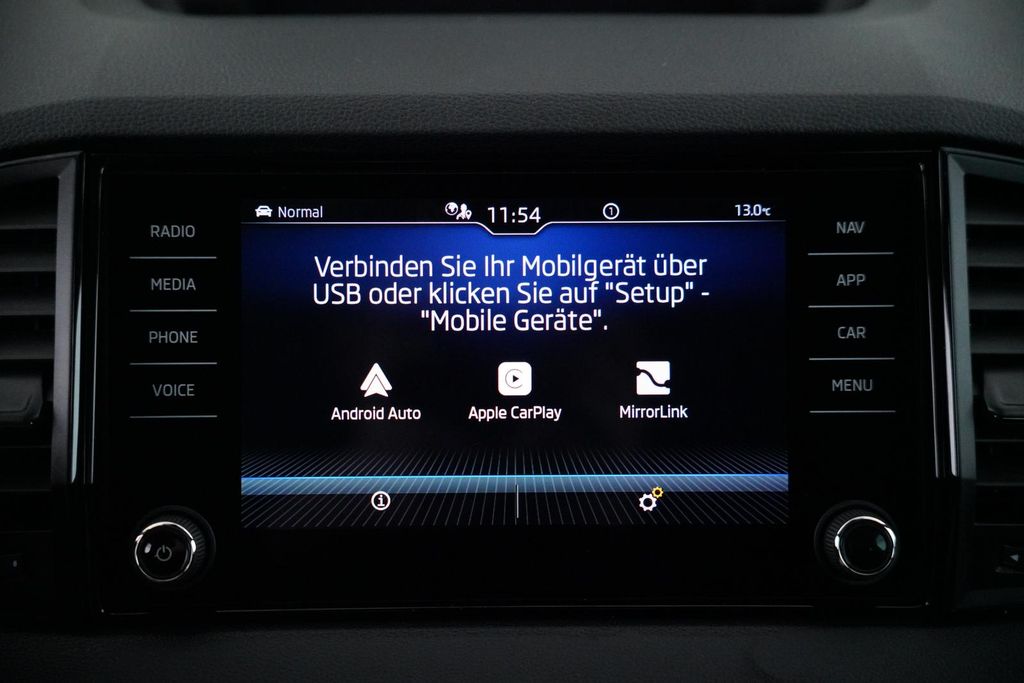 Normal 11:54 1 13.0°C
RADIO
MEDIA
PHONE
VOICE
Verbinden Sie Ihr Mobilgerät über
USB oder klicken Sie auf "Setup" -
"Mobile Geräte".
Android Auto Apple CarPlay MirrorLink
NAV
APP
CAR
MENU